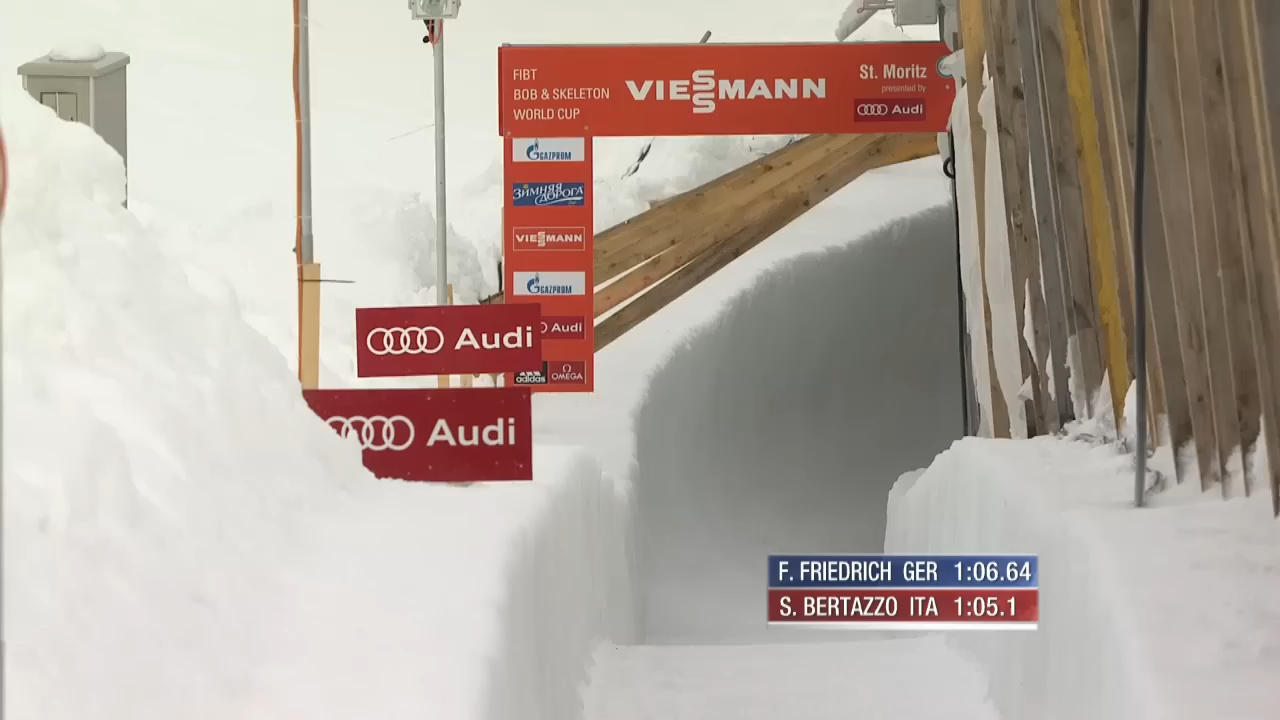 FIBT
BOB & SKELETON
WORLD CUP
VIESSMANN
St. Moritz
presented by
Audi
GAZPROM
ЗИМНЯЯ ДОРОГА
VIESSMANN
GAZPROM
Audi
adidas
OMEGA
Audi
Audi
F. FRIEDRICH GER 1:06.64
S. BERTAZZO ITA 1:05.1